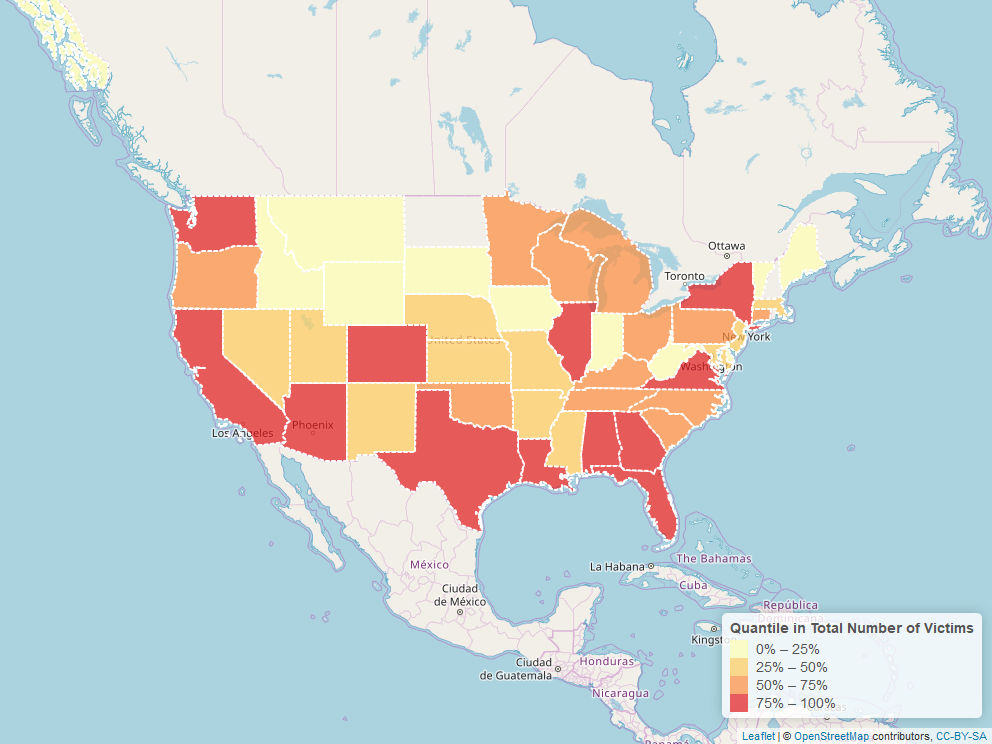 Ottawa
Toronto
United States
New York
Washington
Phoenix
Los Angeles
The Bahamas
La Habana
México
Cuba
Ciudad
de México
República
Dominicana
Kingston
Ciudad
de Guatemala
Honduras
Nicaragua
Caracas
Panamá
Quantile in Total Number of Victims
0% – 25%
25% – 50%
50% – 75%
75% – 100%
Leaflet | © OpenStreetMap contributors, CC-BY-SA